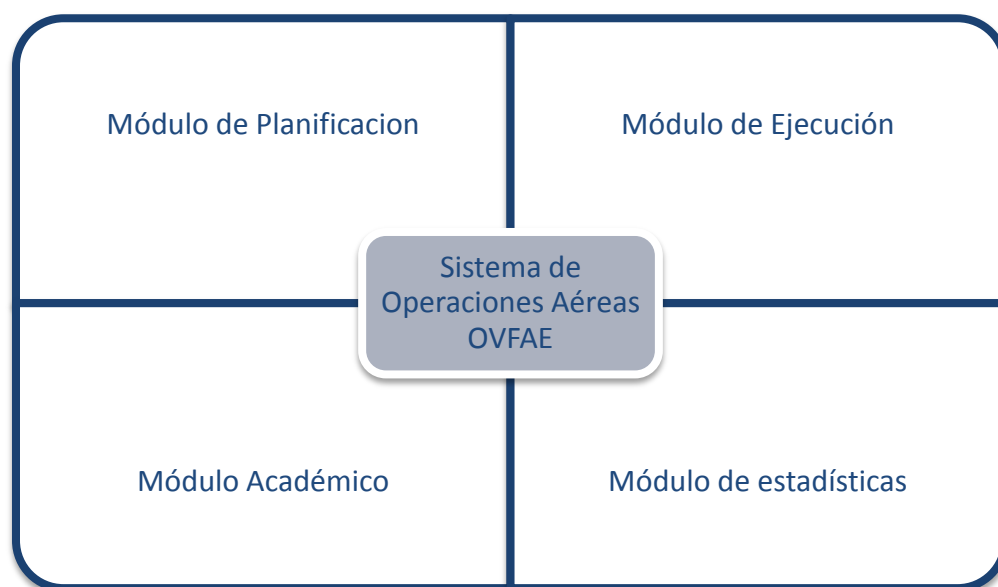 Módulo de Planificacion
Módulo de Ejecución
Sistema de
Operaciones Aéreas
OVFAE
Módulo Académico
Módulo de estadísticas